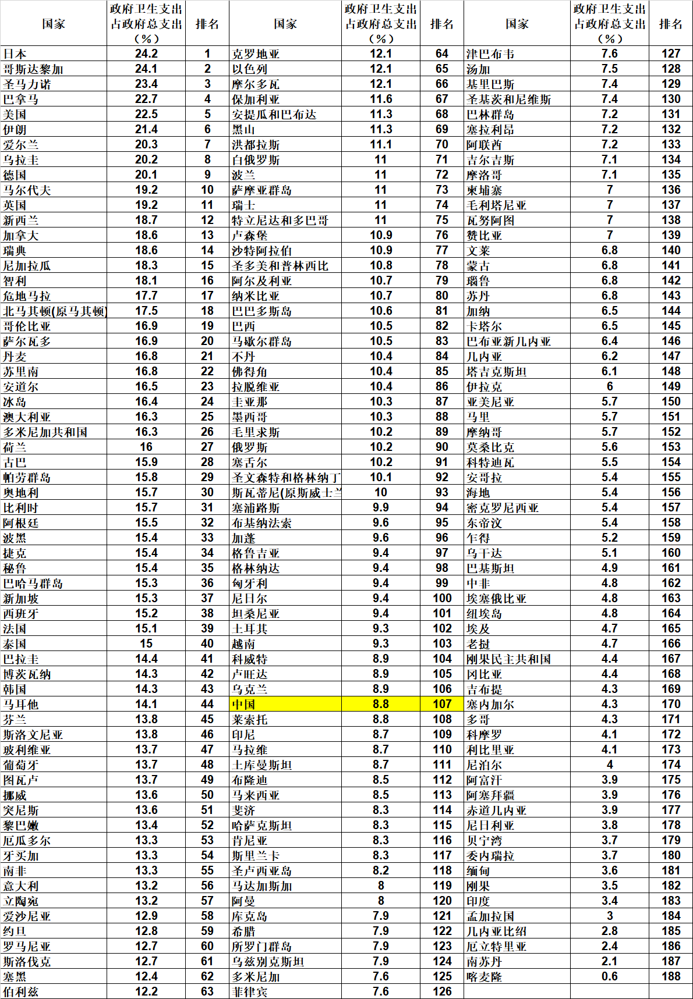 国家 政府卫生支出占政府总支出(%) 排名 国家 政府卫生支出占政府总支出(%) 排名 国家 政府卫生支出占政府总支出(%) 排名
日本 24.2 1 克罗地亚 12.1 64 津巴布韦 7.6 127
哥斯达黎加 24.1 2 以色列 12.1 65 汤加 7.5 128
圣马力诺 23.4 3 摩尔多瓦 12.1 66 基里巴斯 7.4 129
巴拿马 22.7 4 保加利亚 11.6 67 圣基茨和尼维斯 7.4 130
美国 22.5 5 安提瓜和巴布达 11.3 68 巴林群岛 7.2 131
伊朗 21.4 6 黑山 11.3 69 塞拉利昂 7.2 132
爱尔兰 20.3 7 洪都拉斯 11.1 70 阿联酋 7.2 133
乌拉圭 20.2 8 白俄罗斯 11 71 吉尔吉斯 7.1 134
德国 20.1 9 波兰 11 72 摩洛哥 7.1 135
马尔代夫 19.2 10 萨摩亚群岛 11 73 柬埔寨 7 136
英国 19.2 11 瑞士 11 74 毛利塔尼亚 7 137
新西兰 18.7 12 特立尼达和多巴哥 11 75 瓦努阿图 7 138
加拿大 18.6 13 卢森堡 10.9 76 赞比亚 7 139
瑞典 18.6 14 沙特阿拉伯 10.9 77 文莱 6.8 140
尼加拉瓜 18.3 15 圣多美和普林西比 10.8 78 蒙古 6.8 141
智利 18.1 16 阿尔及利亚 10.7 79 瑙鲁 6.8 142
危地马拉 17.7 17 纳米比亚 10.7 80 苏丹 6.8 143
北马其顿(原马其顿) 17.5 18 巴巴多斯岛 10.6 81 加纳 6.5 144
哥伦比亚 16.9 19 巴西 10.5 82 卡塔尔 6.5 145
萨尔瓦多 16.9 20 马歇尔群岛 10.5 83 巴布亚新几内亚 6.4 146
丹麦 16.8 21 不丹 10.4 84 几内亚 6.2 147
苏里南 16.8 22 佛得角 10.4 85 塔吉克斯坦 6.1 148
安道尔 16.5 23 拉脱维亚 10.4 86 伊拉克 6 149
冰岛 16.4 24 圭亚那 10.3 87 亚美尼亚 5.7 150
澳大利亚 16.3 25 墨西哥 10.3 88 马里 5.7 151
多米尼加共和国 16.3 26 毛里求斯 10.2 89 摩纳哥 5.7 152
荷兰 16 27 俄罗斯 10.2 90 莫桑比克 5.6 153
古巴 15.9 28 塞舌尔 10.2 91 科特迪瓦 5.5 154
帕劳群岛 15.8 29 圣文森特和格林纳丁 10.1 92 安哥拉 5.4 155
奥地利 15.7 30 斯瓦蒂尼(原斯威士兰 10 93 海地 5.4 156
比利时 15.7 31 塞浦路斯 9.9 94 密克罗尼西亚 5.4 157
阿根廷 15.5 32 布基纳法索 9.6 95 东帝汶 5.4 158
波黑 15.4 33 加蓬 9.6 96 乍得 5.2 159
捷克 15.4 34 格鲁吉亚 9.4 97 乌干达 5.1 160
秘鲁 15.4 35 格林纳达 9.4 98 巴基斯坦 4.9 161
巴哈马群岛 15.3 36 匈牙利 9.4 99 中非 4.8 162
新加坡 15.3 37 尼日尔 9.4 100 埃塞俄比亚 4.8 163
西班牙 15.2 38 坦桑尼亚 9.4 101 纽埃岛 4.8 164
法国 15.1 39 土耳其 9.3 102 埃及 4.7 165
泰国 15 40 越南 9.3 103 老挝 4.7 166
巴拉圭 14.4 41 科威特 8.9 104 刚果民主共和国 4.4 167
博茨瓦纳 14.3 42 卢旺达 8.9 105 冈比亚 4.4 168
韩国 14.3 43 乌克兰 8.9 106 吉布提 4.3 169
马耳他 14.1 44 中国 8.8 107 塞内加尔 4.3 170
芬兰 13.8 45 莱索托 8.8 108 多哥 4.3 171
斯洛文尼亚 13.8 46 印尼 8.7 109 科摩罗 4.1 172
玻利维亚 13.7 47 马拉维 8.7 110 利比里亚 4.1 173
葡萄牙 13.7 48 土库曼斯坦 8.7 111 尼泊尔 4 174
图瓦卢 13.7 49 布隆迪 8.5 112 阿富汗 3.9 175
挪威 13.6 50 马来西亚 8.5 113 阿塞拜疆 3.9 176
突尼斯 13.6 51 斐济 8.3 114 赤道几内亚 3.9 177
黎巴嫩 13.4 52 哈萨克斯坦 8.3 115 尼日利亚 3.8 178
厄瓜多尔 13.3 53 肯尼亚 8.3 116 贝宁湾 3.7 179
牙买加 13.3 54 斯里兰卡 8.3 117 委内瑞拉 3.7 180
南非 13.3 55 圣卢西亚岛 8.2 118 缅甸 3.6 181
意大利 13.2 56 马达加斯加 8 119 刚果 3.5 182
立陶宛 13.2 57 阿曼 8 120 印度 3.4 183
爱沙尼亚 12.9 58 库克岛 7.9 121 孟加拉国 3 184
约旦 12.8 59 希腊 7.9 122 几内亚比绍 2.8 185
罗马尼亚 12.7 60 所罗门群岛 7.9 123 厄立特里亚 2.4 186
斯洛伐克 12.7 61 乌兹别克斯坦 7.9 124 南苏丹 2.1 187
塞黑 12.4 62 多米尼加 7.6 125 喀麦隆 0.6 188
伯利兹 12.2 63 菲律宾 7.6 126